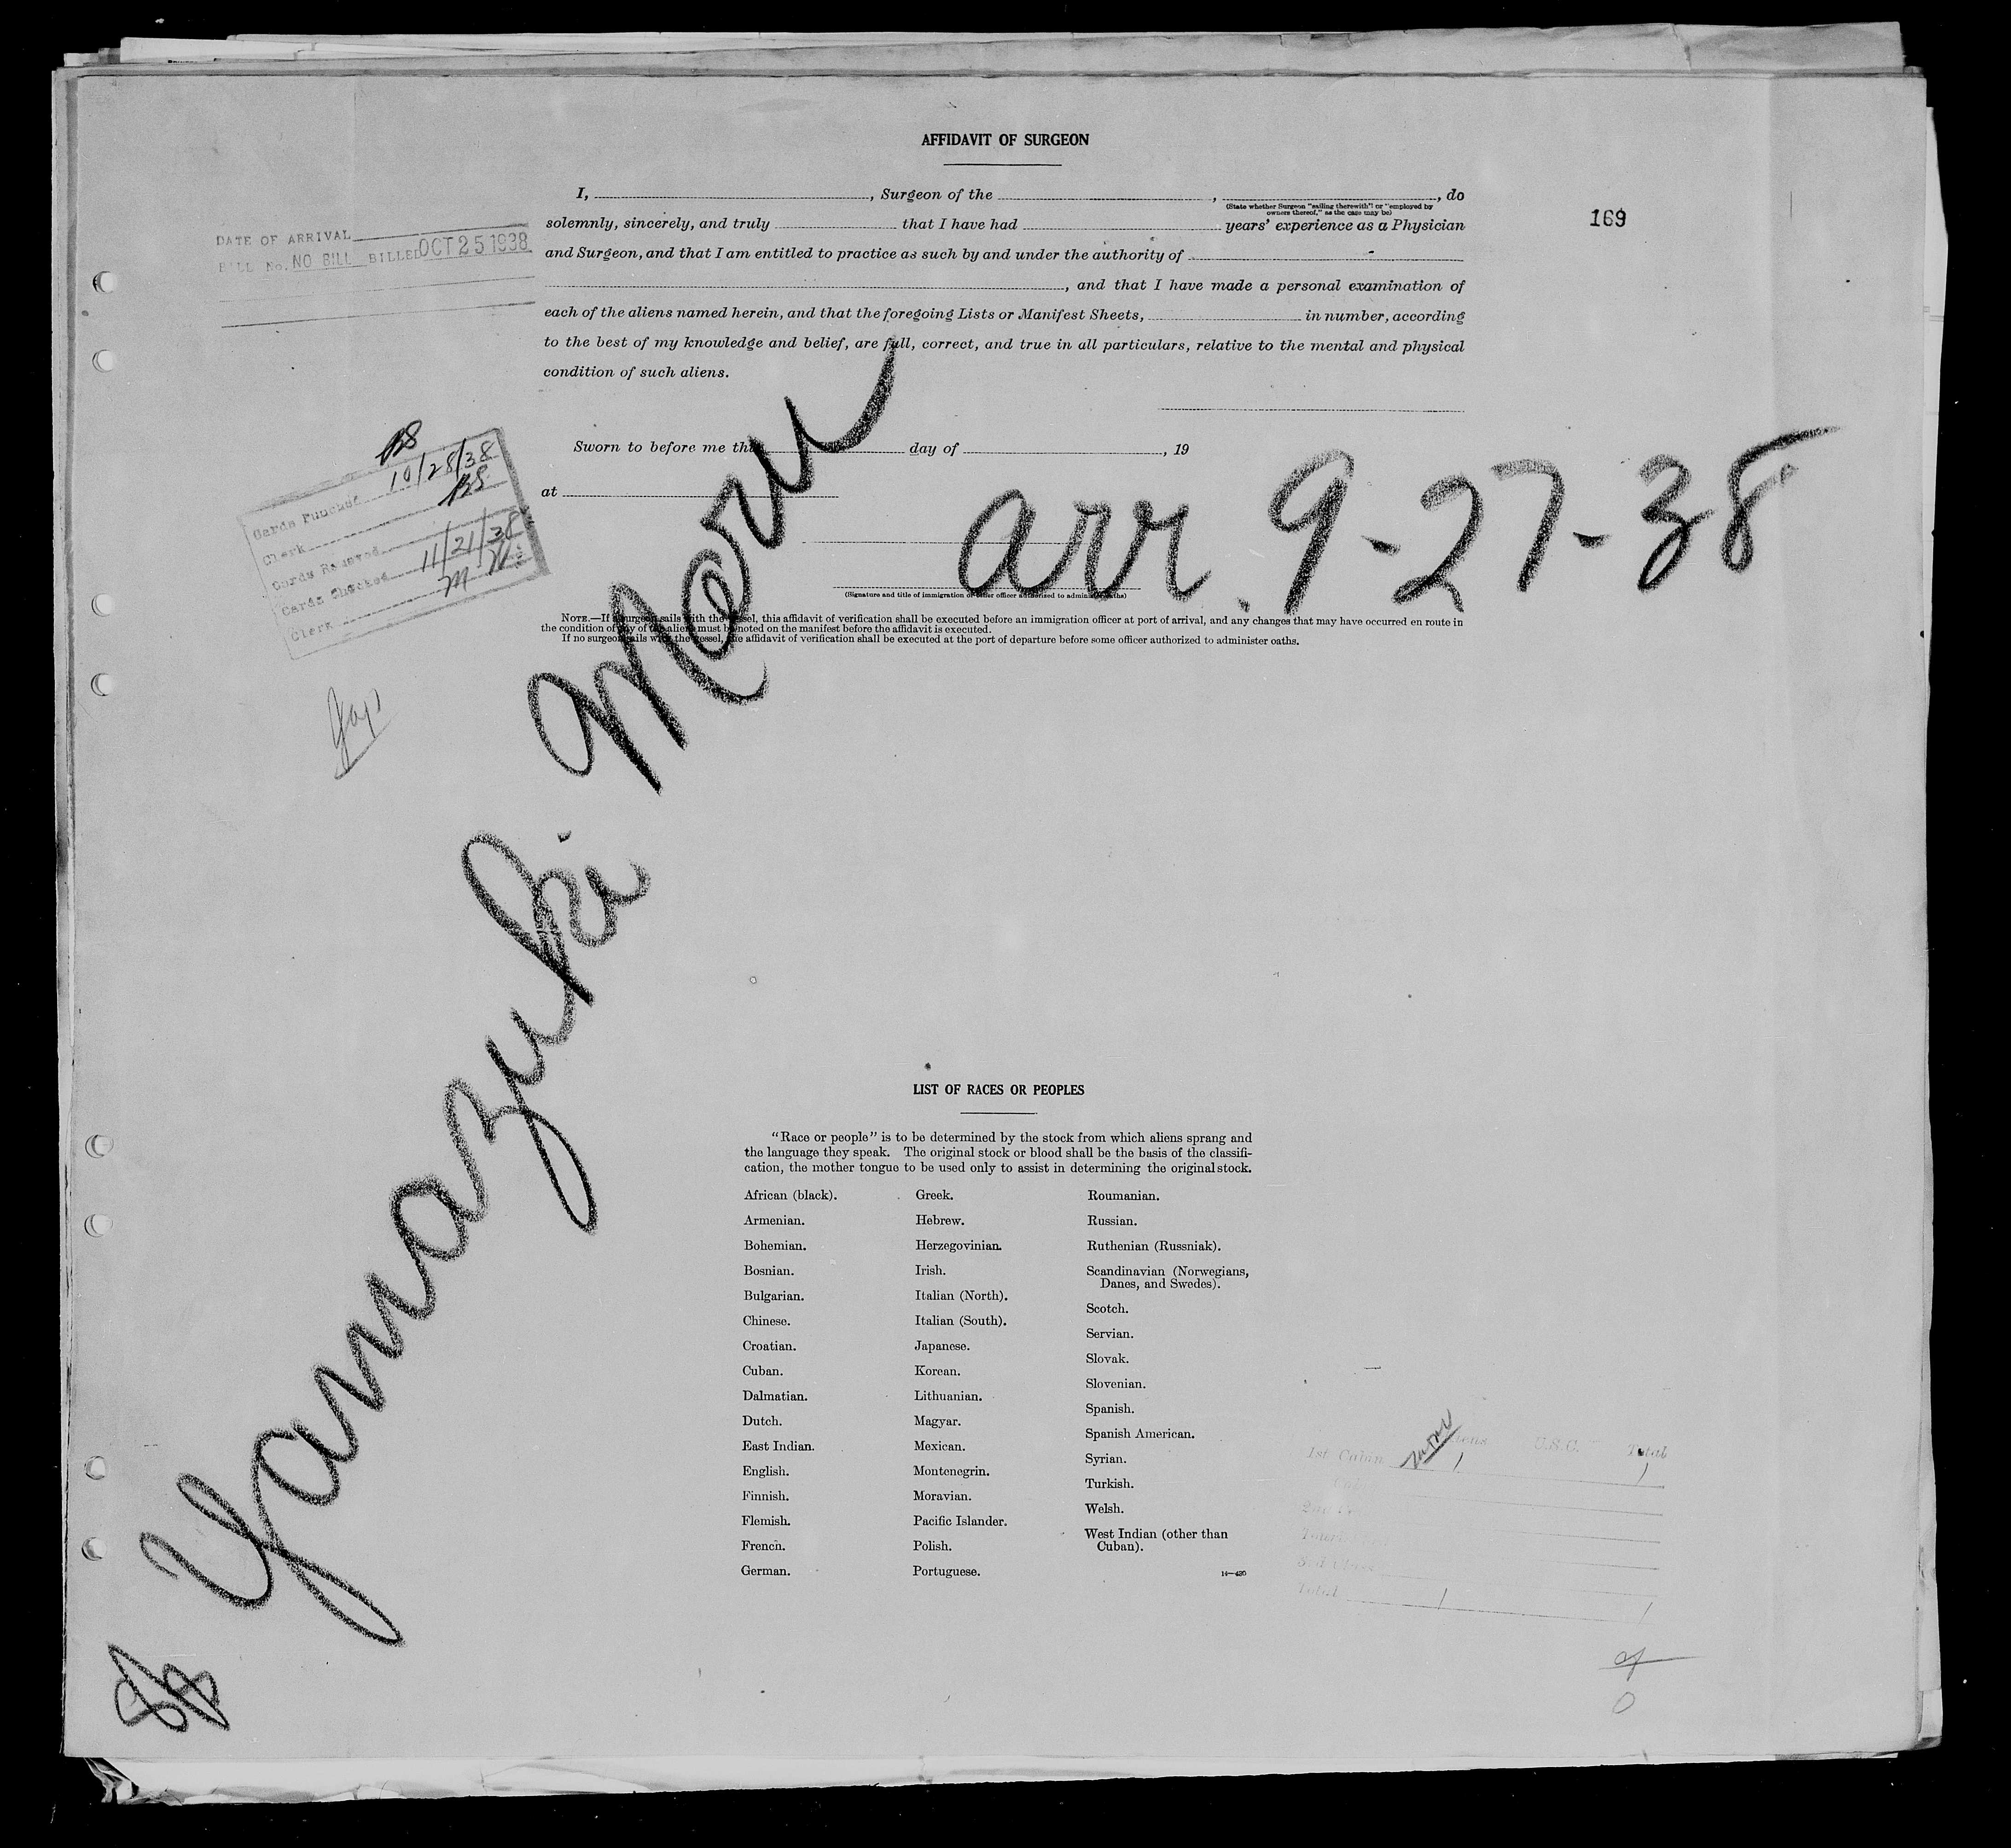 AFFIDAVIT OF SURGEON
I, , Surgeon of the , , do
(State whether Surgeon "sailing therewith" or "employed by
owners thereof," as the case may be)
169
solemnly, sincerely, and truly that I have had years' experience as a Physician
and Surgeon, and that I am entitled to practice as such by and under the authority of
, and that I have made a personal examination of
each of the aliens named herein, and that the foregoing Lists or Manifest Sheets, in number, according
to the best of my knowledge and belief, are full, correct, and true in all particulars, relative to the mental and physical
condition of such aliens.
DATE OF ARRIVAL
BILL No. NO BILL BILLED OCT 25 1938
Sworn to before me this day of , 19
at
(Signature and title of immigration or other officer authorized to administer oaths)
NOTE.—If a surgeon sails with the vessel, this affidavit of verification shall be executed before an immigration officer at port of arrival, and any changes that may have occurred en route in
the condition of any of the aliens must be noted on the manifest before the affidavit is executed.
If no surgeon sails with the vessel, the affidavit of verification shall be executed at the port of departure before some officer authorized to administer oaths.
Cards Punched 10/28/38
Clerk
Cards Removed
Cards Checked 11/21/38
Clerk
arr. 9-27-38
Yamazuki Maru
LIST OF RACES OR PEOPLES
"Race or people" is to be determined by the stock from which aliens sprang and
the language they speak. The original stock or blood shall be the basis of the classifi-
cation, the mother tongue to be used only to assist in determining the original stock.
African (black).
Armenian.
Bohemian.
Bosnian.
Bulgarian.
Chinese.
Croatian.
Cuban.
Dalmatian.
Dutch.
East Indian.
English.
Finnish.
Flemish.
French.
German.
Greek.
Hebrew.
Herzegovinian.
Irish.
Italian (North).
Italian (South).
Japanese.
Korean.
Lithuanian.
Magyar.
Mexican.
Montenegrin.
Moravian.
Pacific Islander.
Polish.
Portuguese.
Roumanian.
Russian.
Ruthenian (Russniak).
Scandinavian (Norwegians,
Danes, and Swedes).
Scotch.
Servian.
Slovak.
Slovenian.
Spanish.
Spanish American.
Syrian.
Turkish.
Welsh.
West Indian (other than
Cuban).
14—420
U.S.C. Total
1st Cabin 1 1
3rd Class
Total 1 1
0